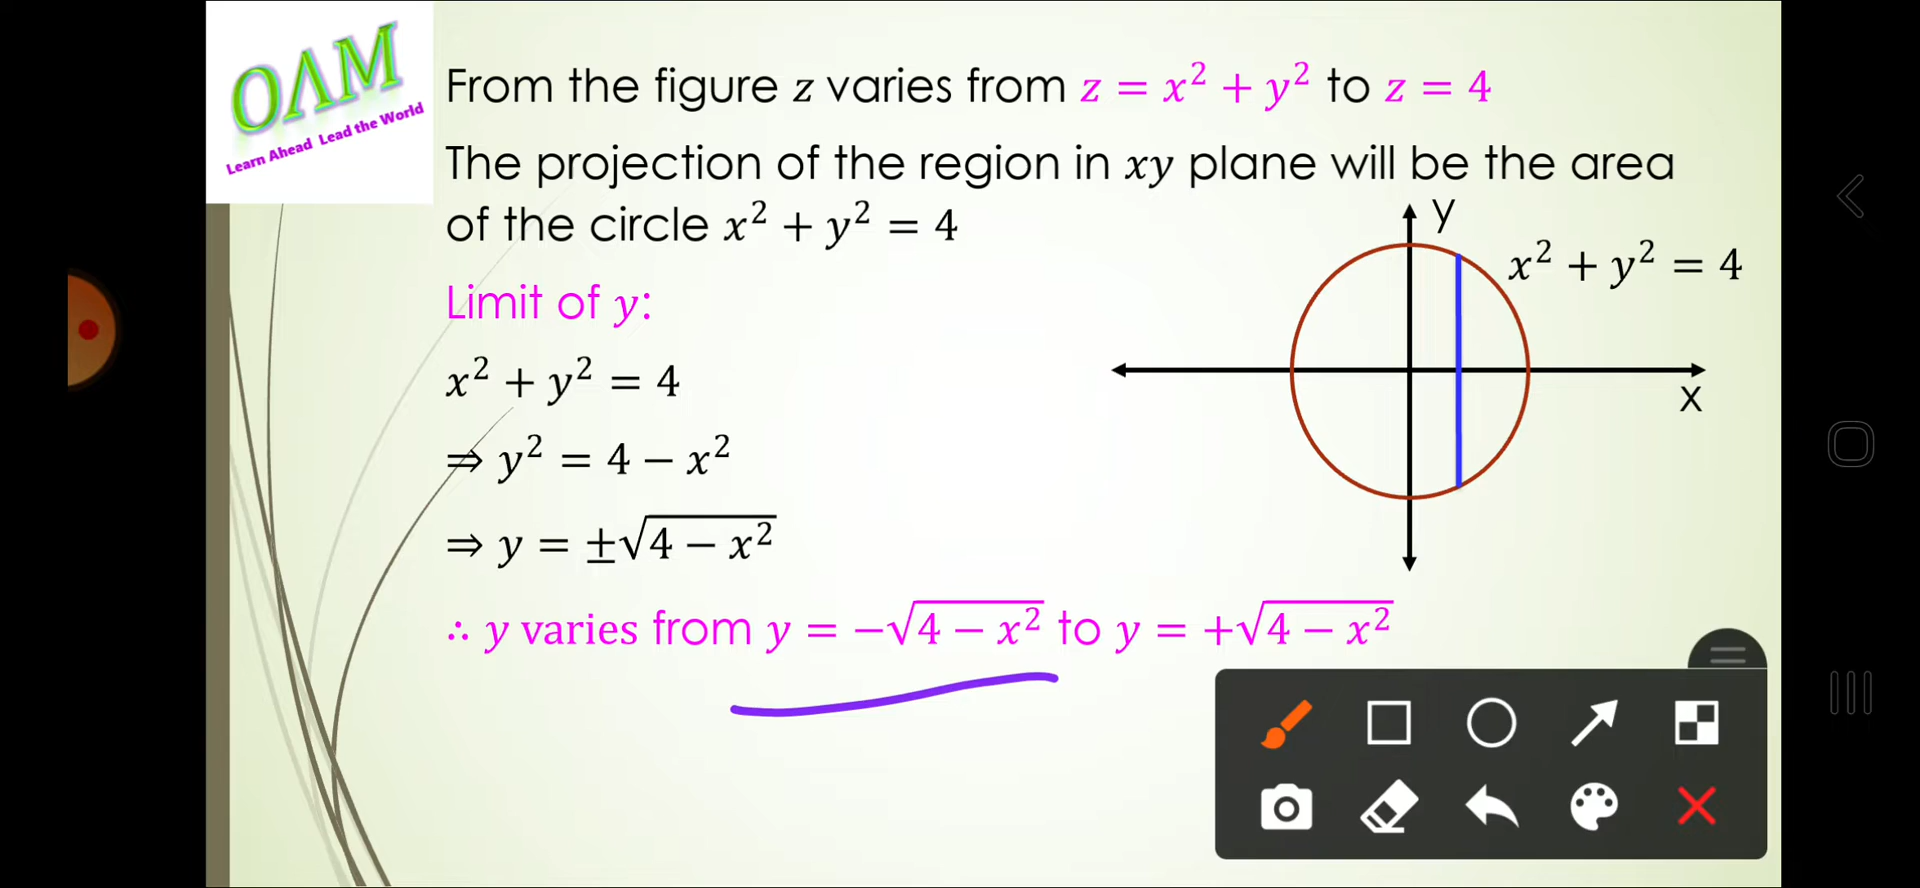 OΛM
Learn Ahead Lead the World
From the figure z varies from z = x² + y² to z = 4
The projection of the region in xy plane will be the area
of the circle x² + y² = 4
y
x² + y² = 4
x
Limit of y:
x² + y² = 4
⇒ y² = 4 − x²
⇒ y = ±√(4 − x²)
∴ y varies from y = −√(4 − x²) to y = +√(4 − x²)